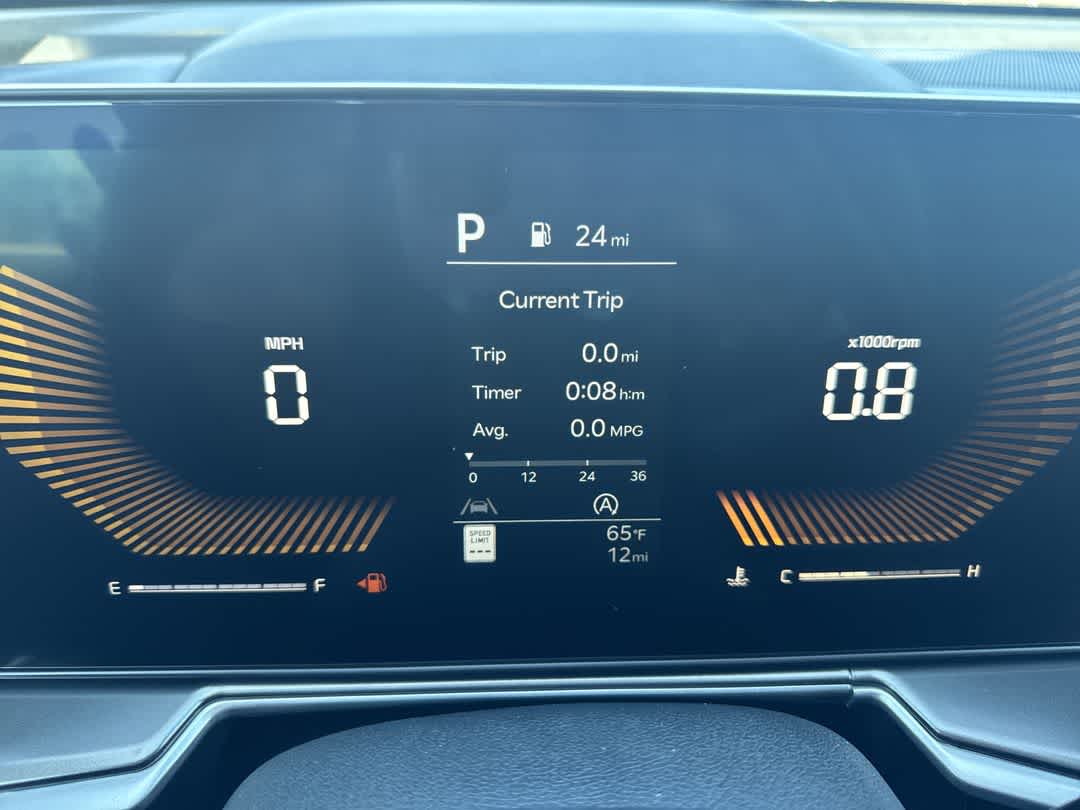 P 24 mi
Current Trip
MPH
x1000rpm
Trip 0.0 mi
0
0.8
Timer 0:08 h:m
Avg. 0.0 MPG
0 12 24 36
A
SPEED LIMIT
---
65°F
12mi
E F
C H